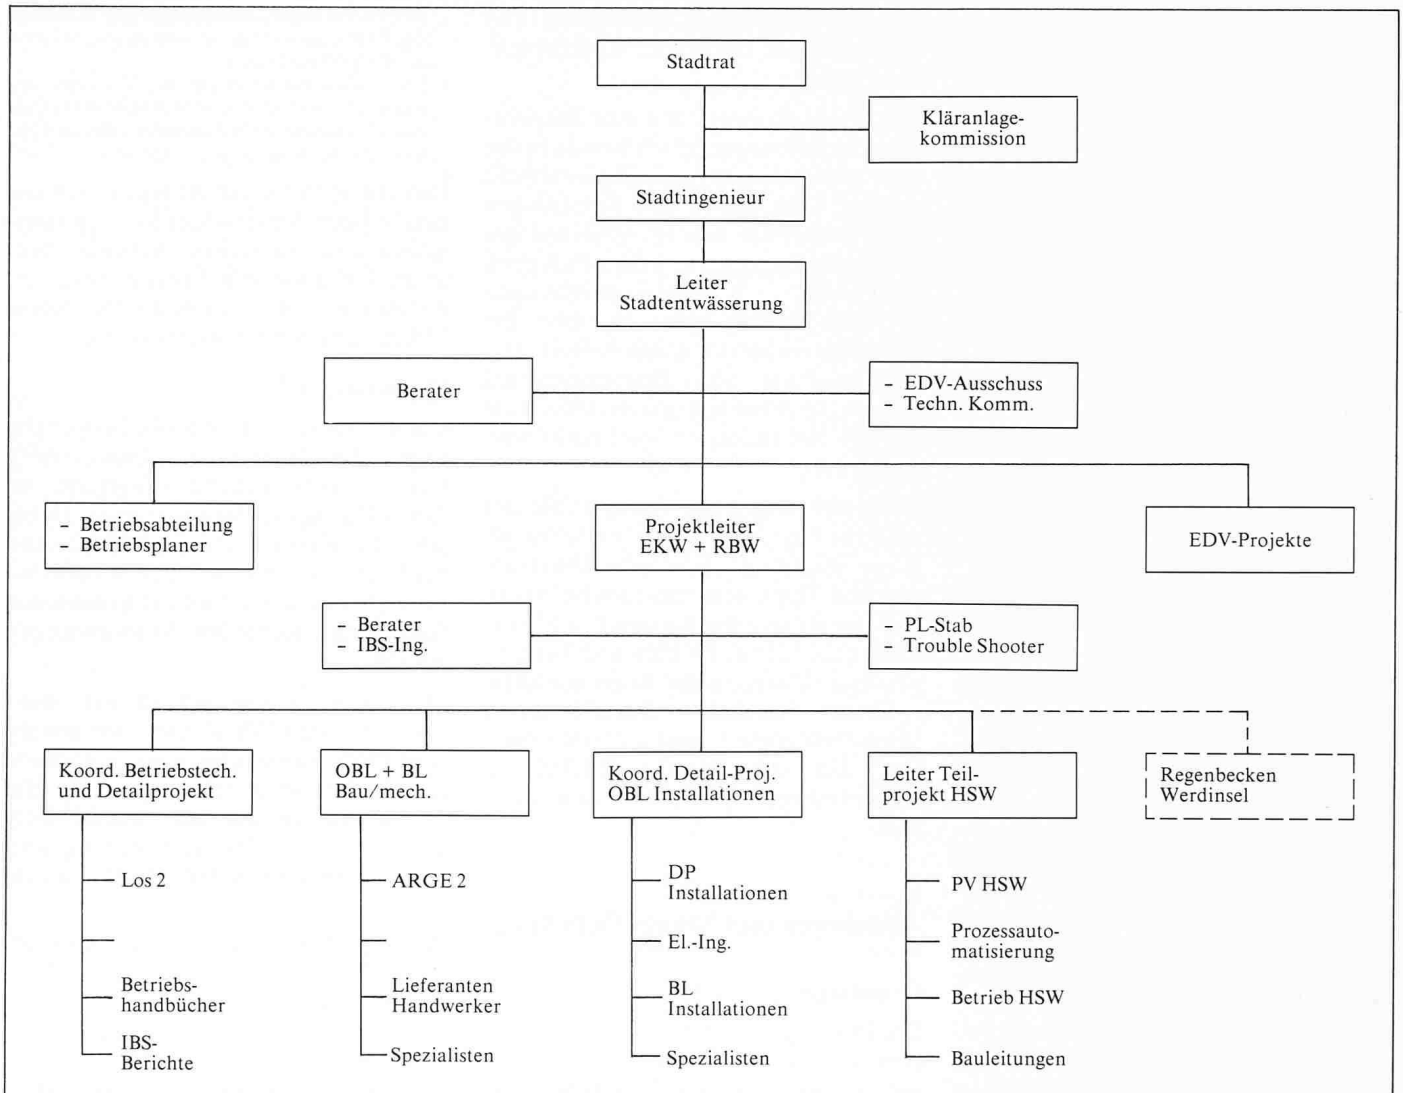 Stadtrat
Kläranlage-
kommission
Stadtingenieur
Leiter
Stadtentwässerung
Berater
– EDV-Ausschuss
– Techn. Komm.
– Betriebsabteilung
– Betriebsplaner
Projektleiter
EKW + RBW
EDV-Projekte
– Berater
– IBS-Ing.
– PL-Stab
– Trouble Shooter
Koord. Betriebstech.
und Detailprojekt
OBL + BL
Bau/mech.
Koord. Detail-Proj.
OBL Installationen
Leiter Teil-
projekt HSW
Regenbecken
Werdinsel
Los 2
Betriebs-
handbücher
IBS-
Berichte
ARGE 2
Lieferanten
Handwerker
Spezialisten
DP
Installationen
El.-Ing.
BL
Installationen
Spezialisten
PV HSW
Prozessauto-
matisierung
Betrieb HSW
Bauleitungen